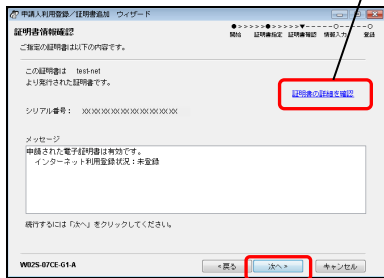 申請人利用登録／証明書追加 ウィザード
証明書情報確認
●>>>>>●>>>>>▼-----○-----○
開始 証明書指定 証明書確認 情報入力 登録
ご指定の証明書は以下の内容です。
この証明書は test-net
より発行された証明書です。
証明書の詳細を確認
シリアル番号： XXXXXXXXXXXXXXXXXXXX
メッセージ
申請された電子証明書は有効です。
インターネット利用登録状況：未登録
続行するには「次へ」をクリックしてください。
W02S-07CE-G1-A
<戻る
次へ>
キャンセル